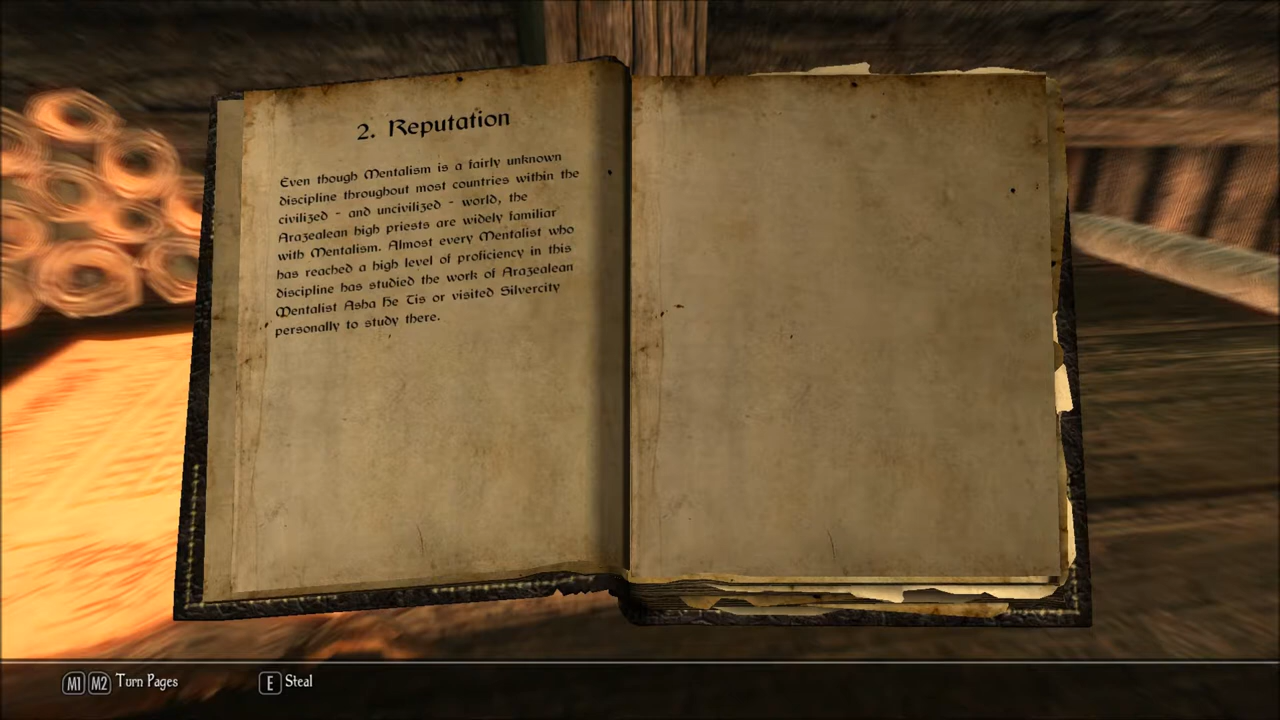 2. Reputation
Even though Mentalism is a fairly unknown
discipline throughout most countries within the
civilized - and uncivilized - world, the
Arazealean high priests are widely familiar
with Mentalism. Almost every Mentalist who
has reached a high level of proficiency in this
discipline has studied the work of Arazealean
Mentalist Asha He Tis or visited Silvercity
personally to study there.
M1 M2 Turn Pages E Steal